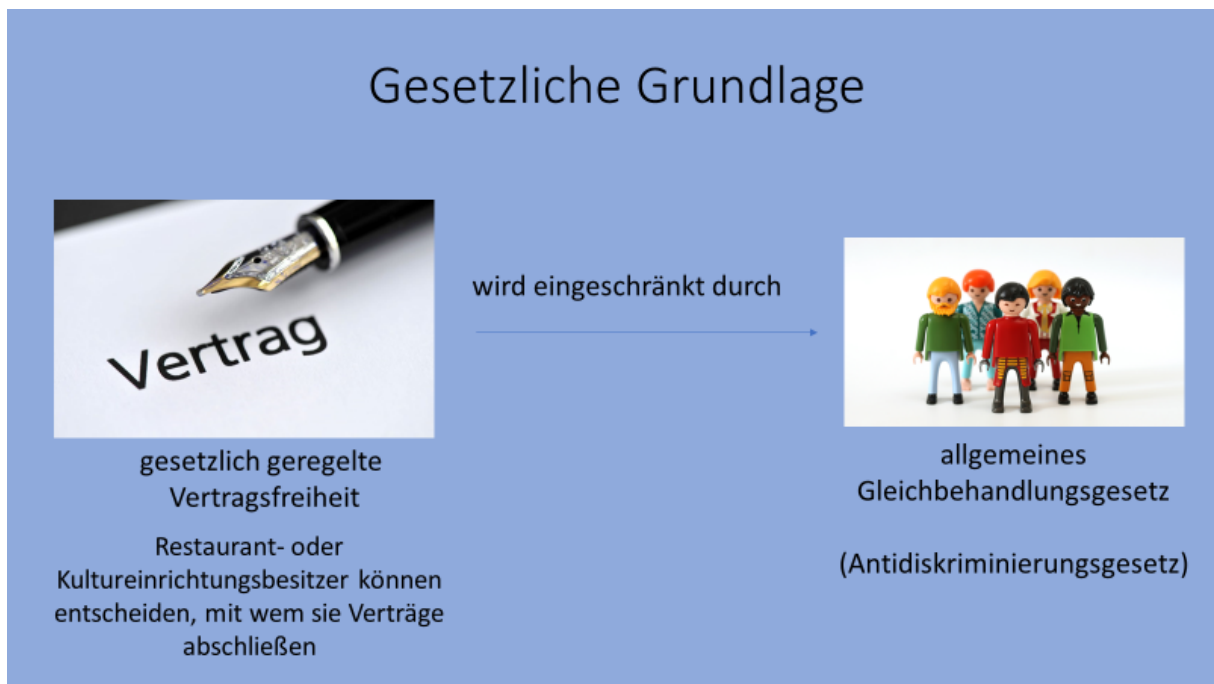 Gesetzliche Grundlage
Vertrag
wird eingeschränkt durch
gesetzlich geregelte
Vertragsfreiheit
Restaurant- oder
Kultureinrichtungsbesitzer können
entscheiden, mit wem sie Verträge
abschließen
allgemeines
Gleichbehandlungsgesetz
(Antidiskriminierungsgesetz)